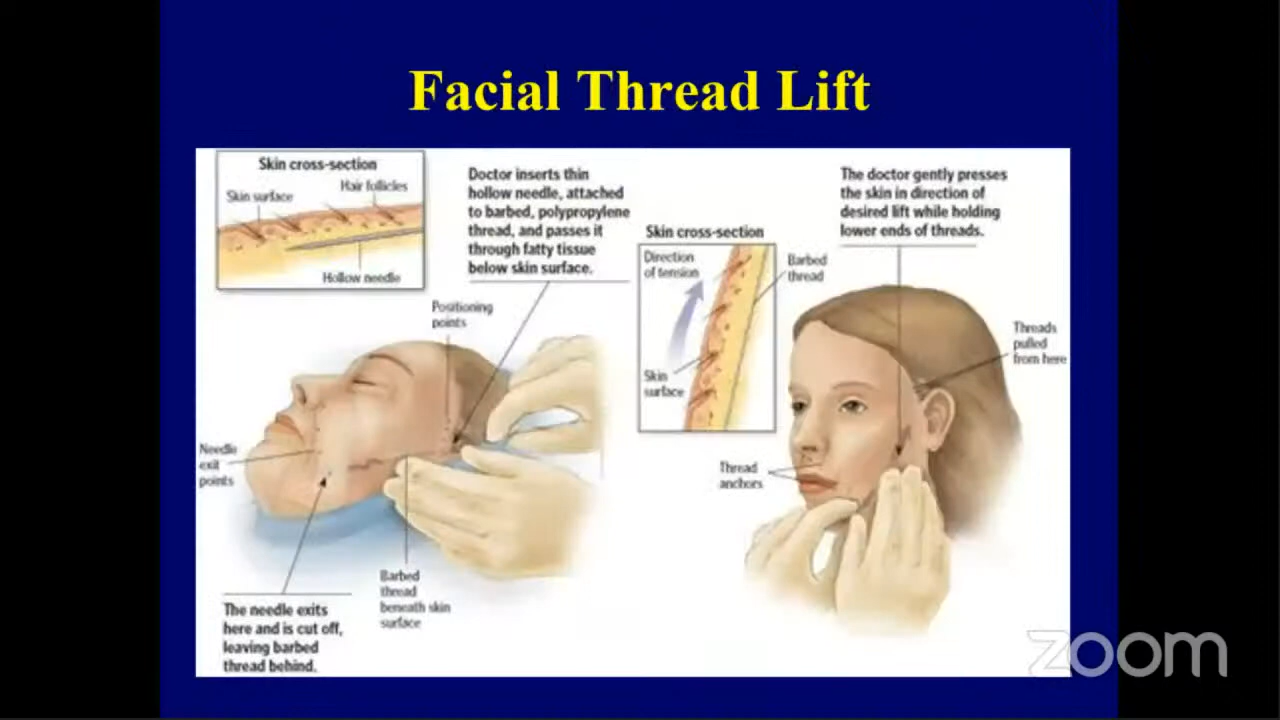 Facial Thread Lift
Skin cross-section
Skin surface
Hair follicles
Hollow needle
Doctor inserts thin
hollow needle, attached
to barbed, polypropylene
thread, and passes it
through fatty tissue
below skin surface.
Positioning
points
Needle
exit
points
The needle exits
here and is cut off,
leaving barbed
thread behind.
Barbed
thread
beneath skin
surface
Skin cross-section
Direction
of tension
Skin
surface
Barbed
thread
The doctor gently presses
the skin in direction of
desired lift while holding
lower ends of threads.
Threads
pulled
from here
Thread
anchors
zoom